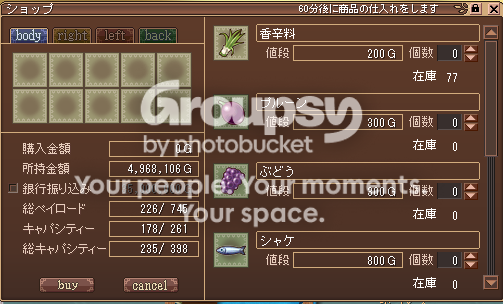 ショップ 60分後に商品の仕入れをします
body right left back
香辛料
値段 200G 個数 0
在庫 77
プルーン
値段 300G 個数 0
在庫 0
ぶどう
値段 300G 個数 0
在庫 0
シャケ
値段 800G 個数 0
在庫 0
購入金額 0G
所持金額 4,968,106G
銀行振り込み
総ペイロード 226/ 745
キャパシティー 178/ 261
総キャパシティー 235/ 398
buy cancel
Groupsy
by photobucket
Your people. Your moments.
Your space.